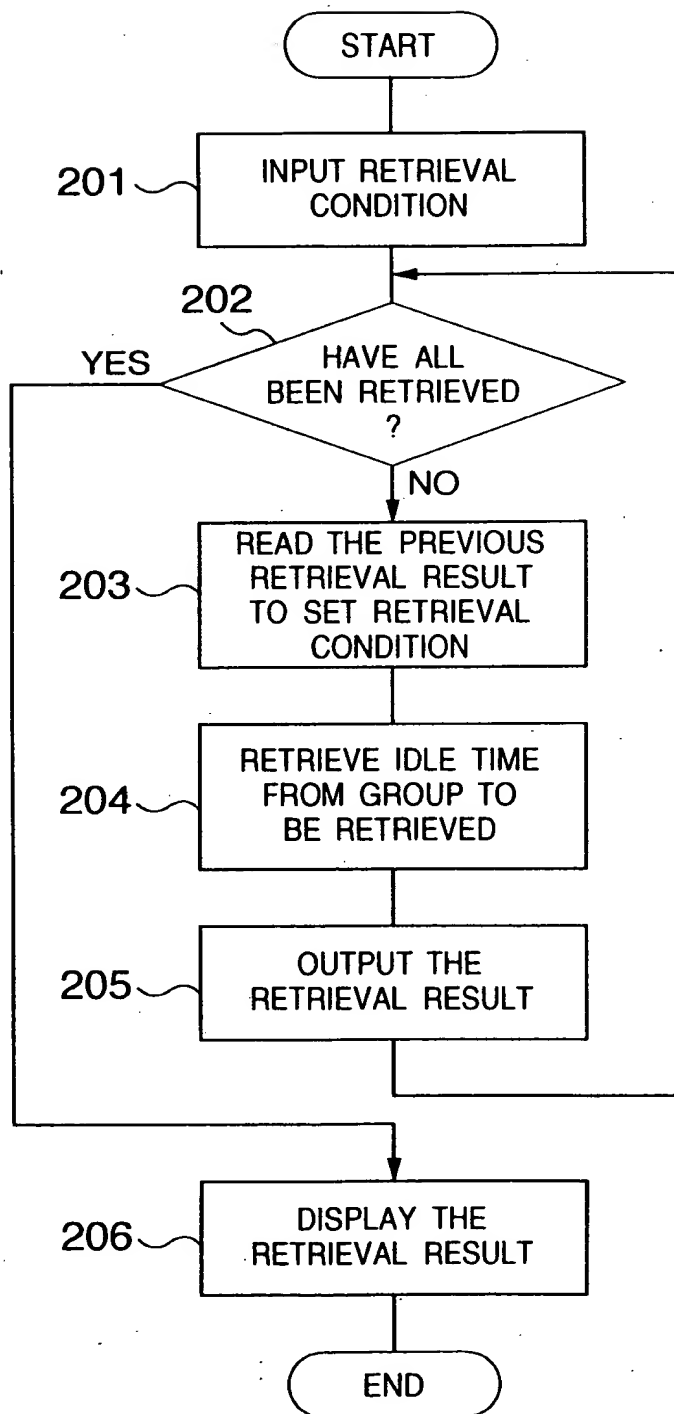 START
201
INPUT RETRIEVAL
CONDITION
202
YES
HAVE ALL
BEEN RETRIEVED
?
NO
203
READ THE PREVIOUS
RETRIEVAL RESULT
TO SET RETRIEVAL
CONDITION
204
RETRIEVE IDLE TIME
FROM GROUP TO
BE RETRIEVED
205
OUTPUT THE
RETRIEVAL RESULT
206
DISPLAY THE
RETRIEVAL RESULT
END